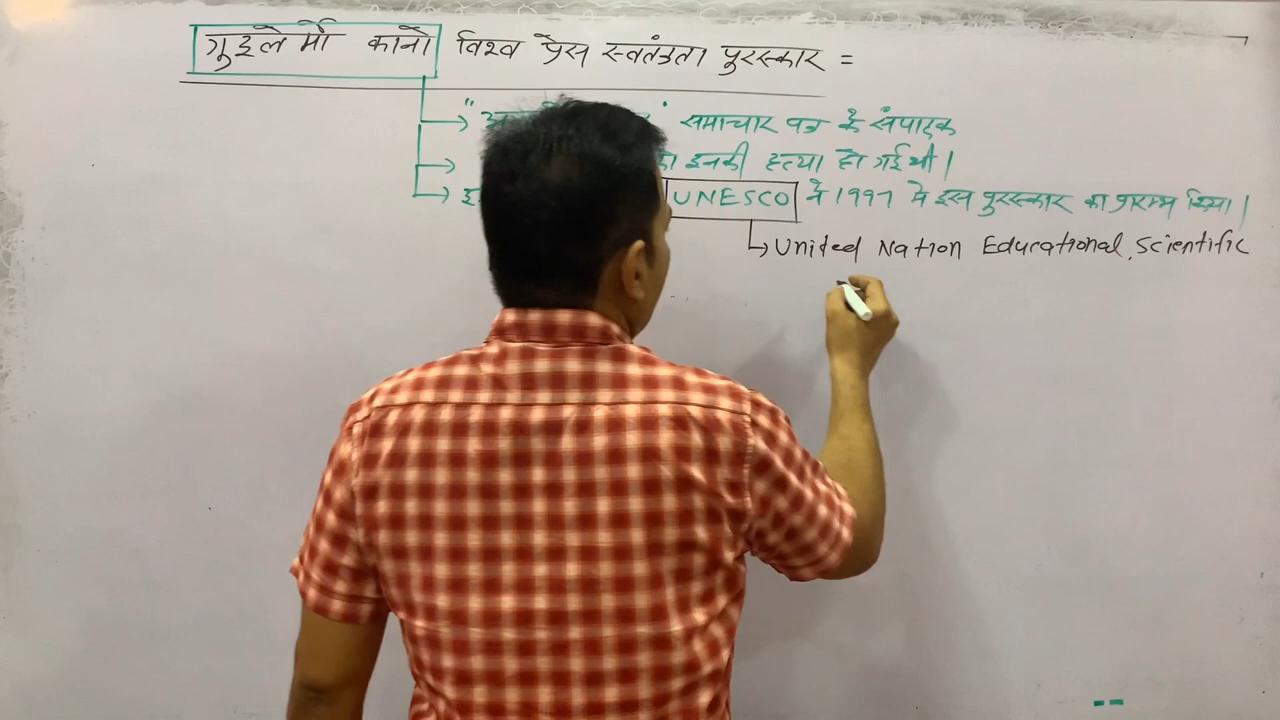 गुइलेर्मो कानो विश्व प्रेस स्वतंत्रता पुरस्कार =
समाचार पत्र के संपादक
इनकी हत्या हो गई थी।
UNESCO ने 1997 मे इस पुरस्कार का प्रारम्भ किया।
United Nation Educational, Scientific